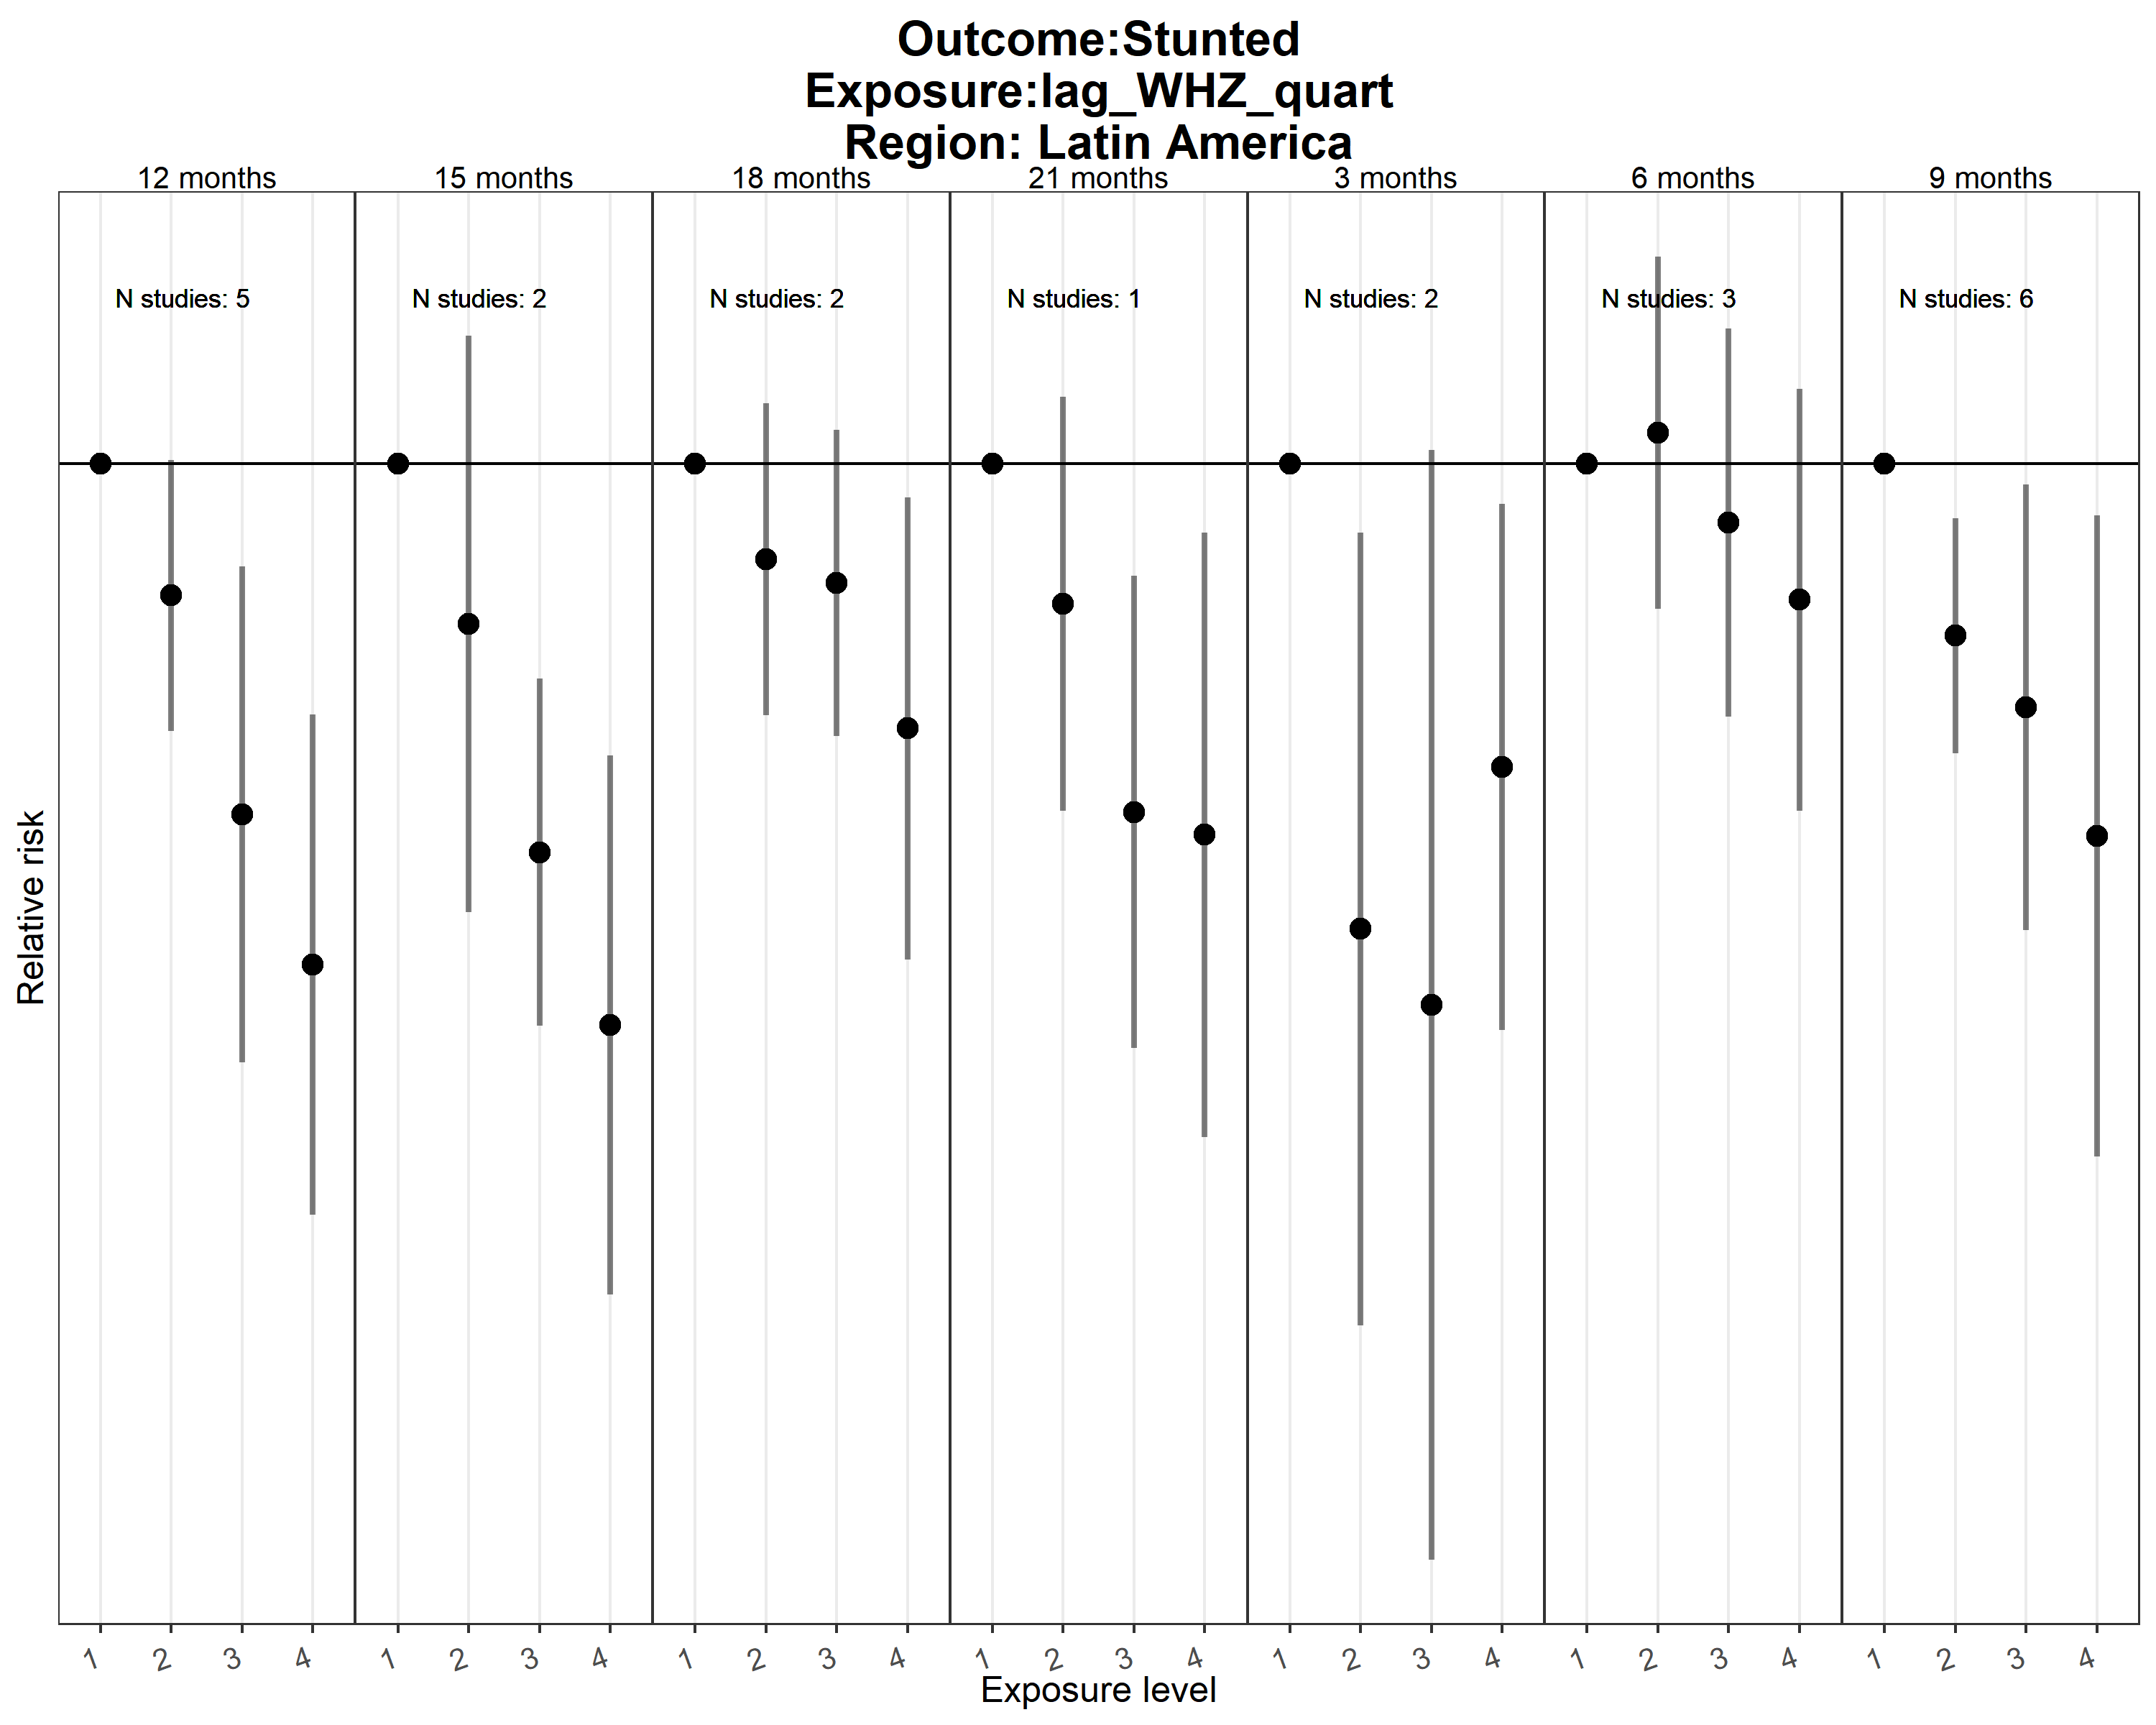 Outcome:Stunted
Exposure:lag_WHZ_quart
Region: Latin America
12 months 15 months 18 months 21 months 3 months 6 months 9 months
N studies: 5 N studies: 2 N studies: 2 N studies: 1 N studies: 2 N studies: 3 N studies: 6
Relative risk
1 2 3 4 1 2 3 4 1 2 3 4 1 2 3 4 1 2 3 4 1 2 3 4 1 2 3 4
Exposure level